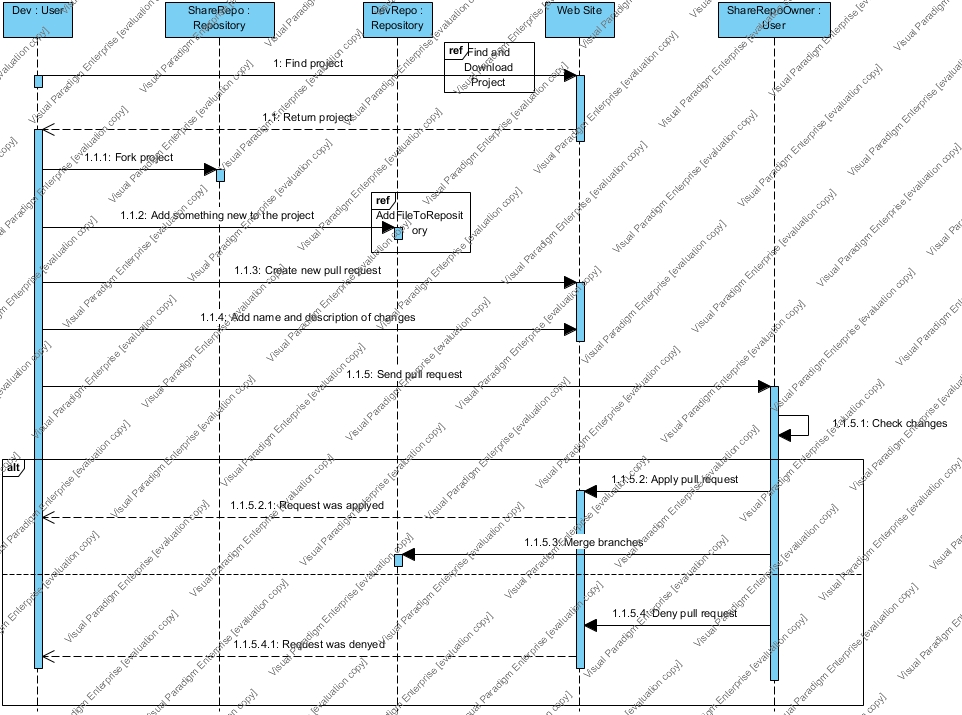 Dev : User
ShareRepo :
Repository
DevRepo :
Repository
Web Site
ShareRepoOwner :
User
ref
Find and
Download
Project
1: Find project
1.1: Return project
1.1.1: Fork project
ref
AddFileToReposit
ory
1.1.2: Add something new to the project
1.1.3: Create new pull request
1.1.4: Add name and description of changes
1.1.5: Send pull request
1.1.5.1: Check changes
alt
1.1.5.2: Apply pull request
1.1.5.2.1: Request was applyed
1.1.5.3: Merge branches
1.1.5.4: Deny pull request
1.1.5.4.1: Request was denyed
Visual Paradigm Enterprise [evaluation copy]